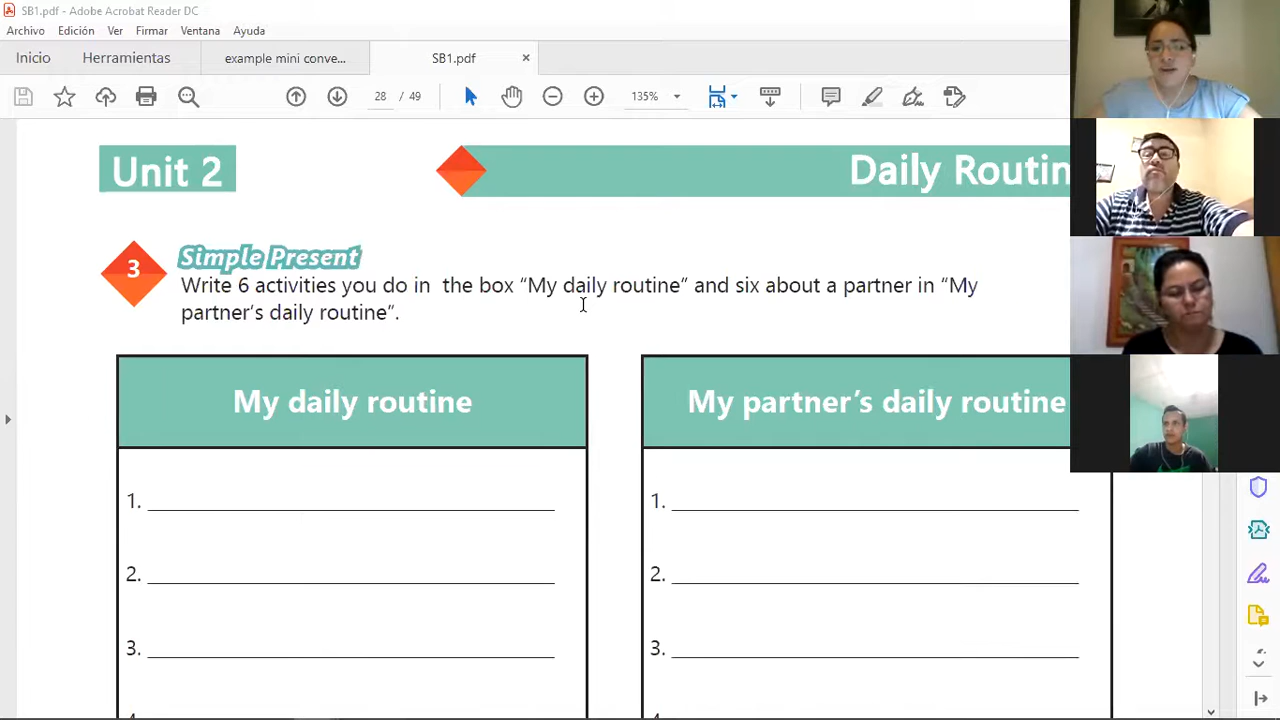 SB1.pdf - Adobe Acrobat Reader DC
Archivo Edición Ver Firmar Ventana Ayuda
Inicio Herramientas example mini conve... SB1.pdf ×
28 / 49 135%
Unit 2
Daily Routin
3
Simple Present
Write 6 activities you do in the box “My daily routine” and six about a partner in “My
partner’s daily routine”.
My daily routine
1.
2.
3.
My partner’s daily routine
1.
2.
3.